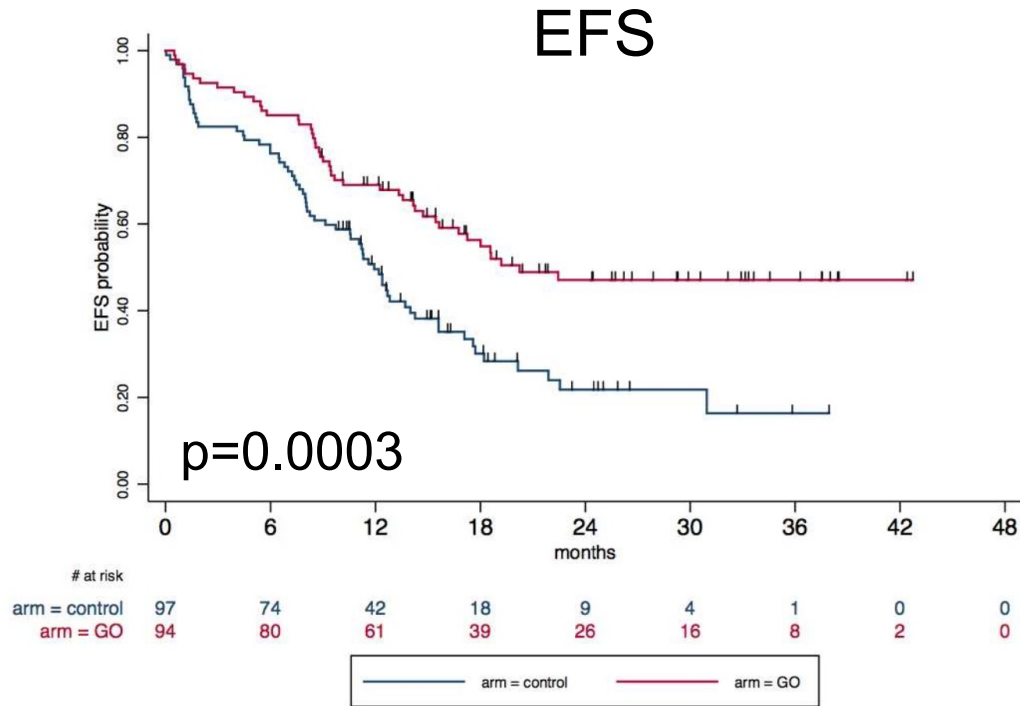 EFS
1.00
0.80
0.60
0.40
0.20
0.00
EFS probability
p=0.0003
0 6 12 18 24 30 36 42 48
months
# at risk
arm = control 97 74 42 18 9 4 1 0 0
arm = GO 94 80 61 39 26 16 8 2 0
arm = control arm = GO